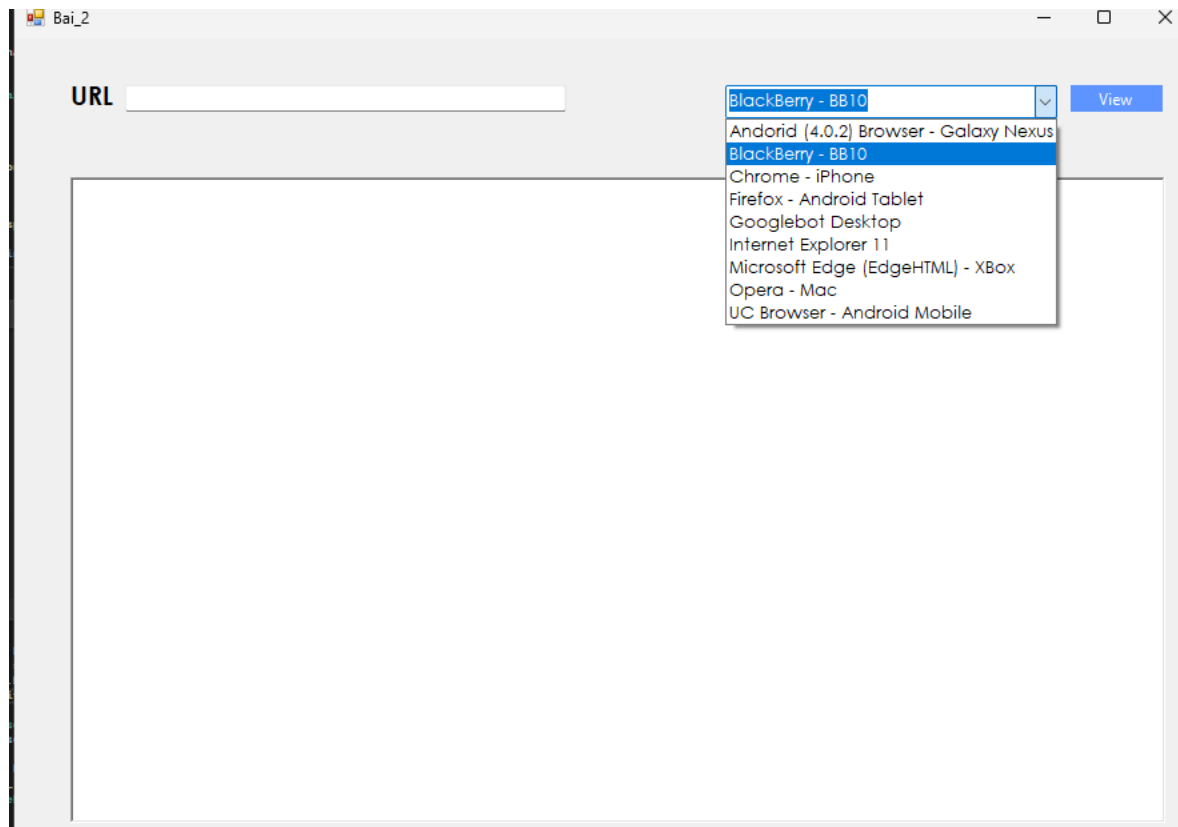 Bai_2
URL
BlackBerry - BB10
View
Andorid (4.0.2) Browser - Galaxy Nexus
BlackBerry - BB10
Chrome - iPhone
Firefox - Android Tablet
Googlebot Desktop
Internet Explorer 11
Microsoft Edge (EdgeHTML) - XBox
Opera - Mac
UC Browser - Android Mobile